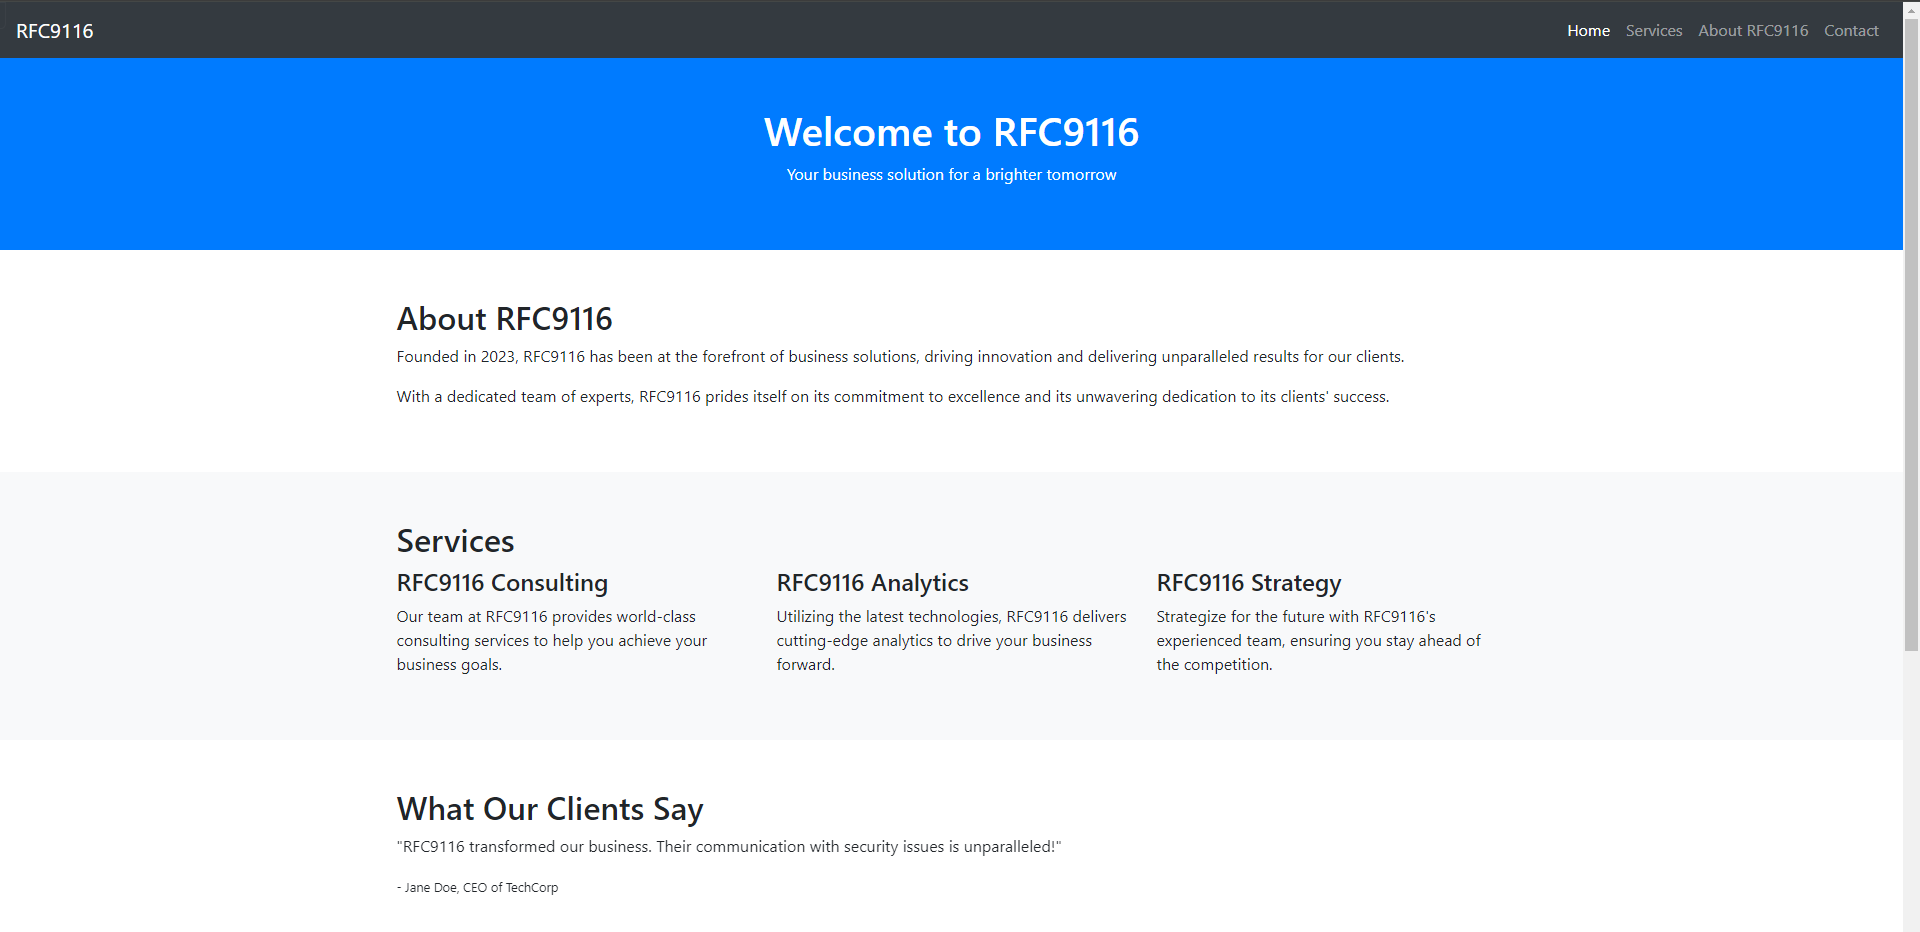 RFC9116
Home Services About RFC9116 Contact
Welcome to RFC9116
Your business solution for a brighter tomorrow
About RFC9116
Founded in 2023, RFC9116 has been at the forefront of business solutions, driving innovation and delivering unparalleled results for our clients.
With a dedicated team of experts, RFC9116 prides itself on its commitment to excellence and its unwavering dedication to its clients' success.
Services
RFC9116 Consulting
Our team at RFC9116 provides world-class
consulting services to help you achieve your
business goals.
RFC9116 Analytics
Utilizing the latest technologies, RFC9116 delivers
cutting-edge analytics to drive your business
forward.
RFC9116 Strategy
Strategize for the future with RFC9116's
experienced team, ensuring you stay ahead of
the competition.
What Our Clients Say
"RFC9116 transformed our business. Their communication with security issues is unparalleled!"
- Jane Doe, CEO of TechCorp